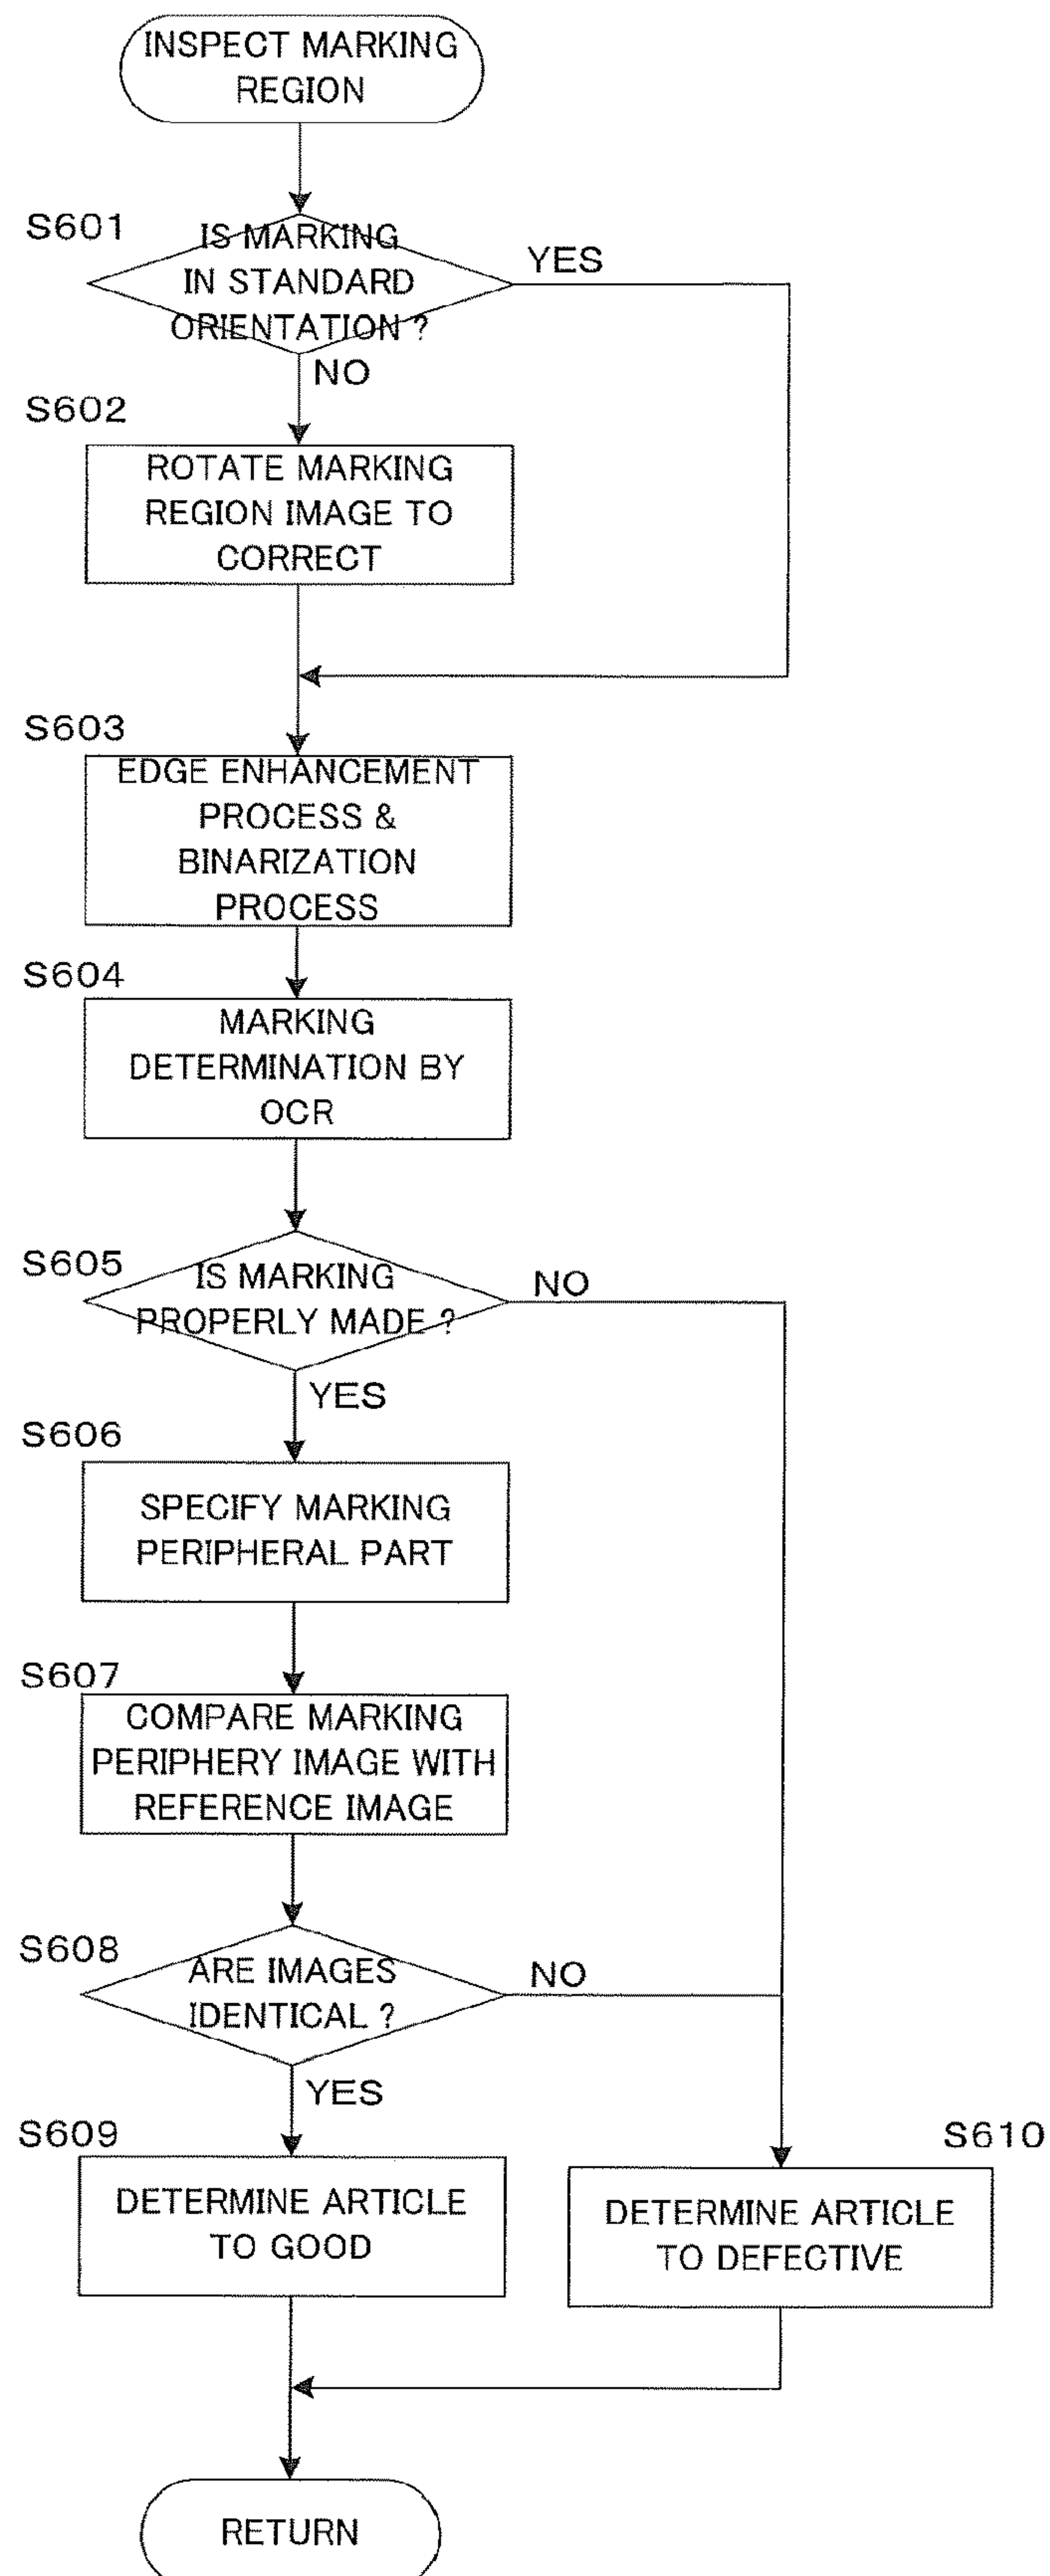 INSPECT MARKING
REGION
S601
IS MARKING
IN STANDARD
ORIENTATION ?
YES
NO
S602
ROTATE MARKING
REGION IMAGE TO
CORRECT
S603
EDGE ENHANCEMENT
PROCESS &
BINARIZATION
PROCESS
S604
MARKING
DETERMINATION BY
OCR
S605
IS MARKING
PROPERLY MADE ?
NO
YES
S606
SPECIFY MARKING
PERIPHERAL PART
S607
COMPARE MARKING
PERIPHERY IMAGE WITH
REFERENCE IMAGE
S608
ARE IMAGES
IDENTICAL ?
NO
YES
S609
DETERMINE ARTICLE
TO GOOD
S610
DETERMINE ARTICLE
TO DEFECTIVE
RETURN